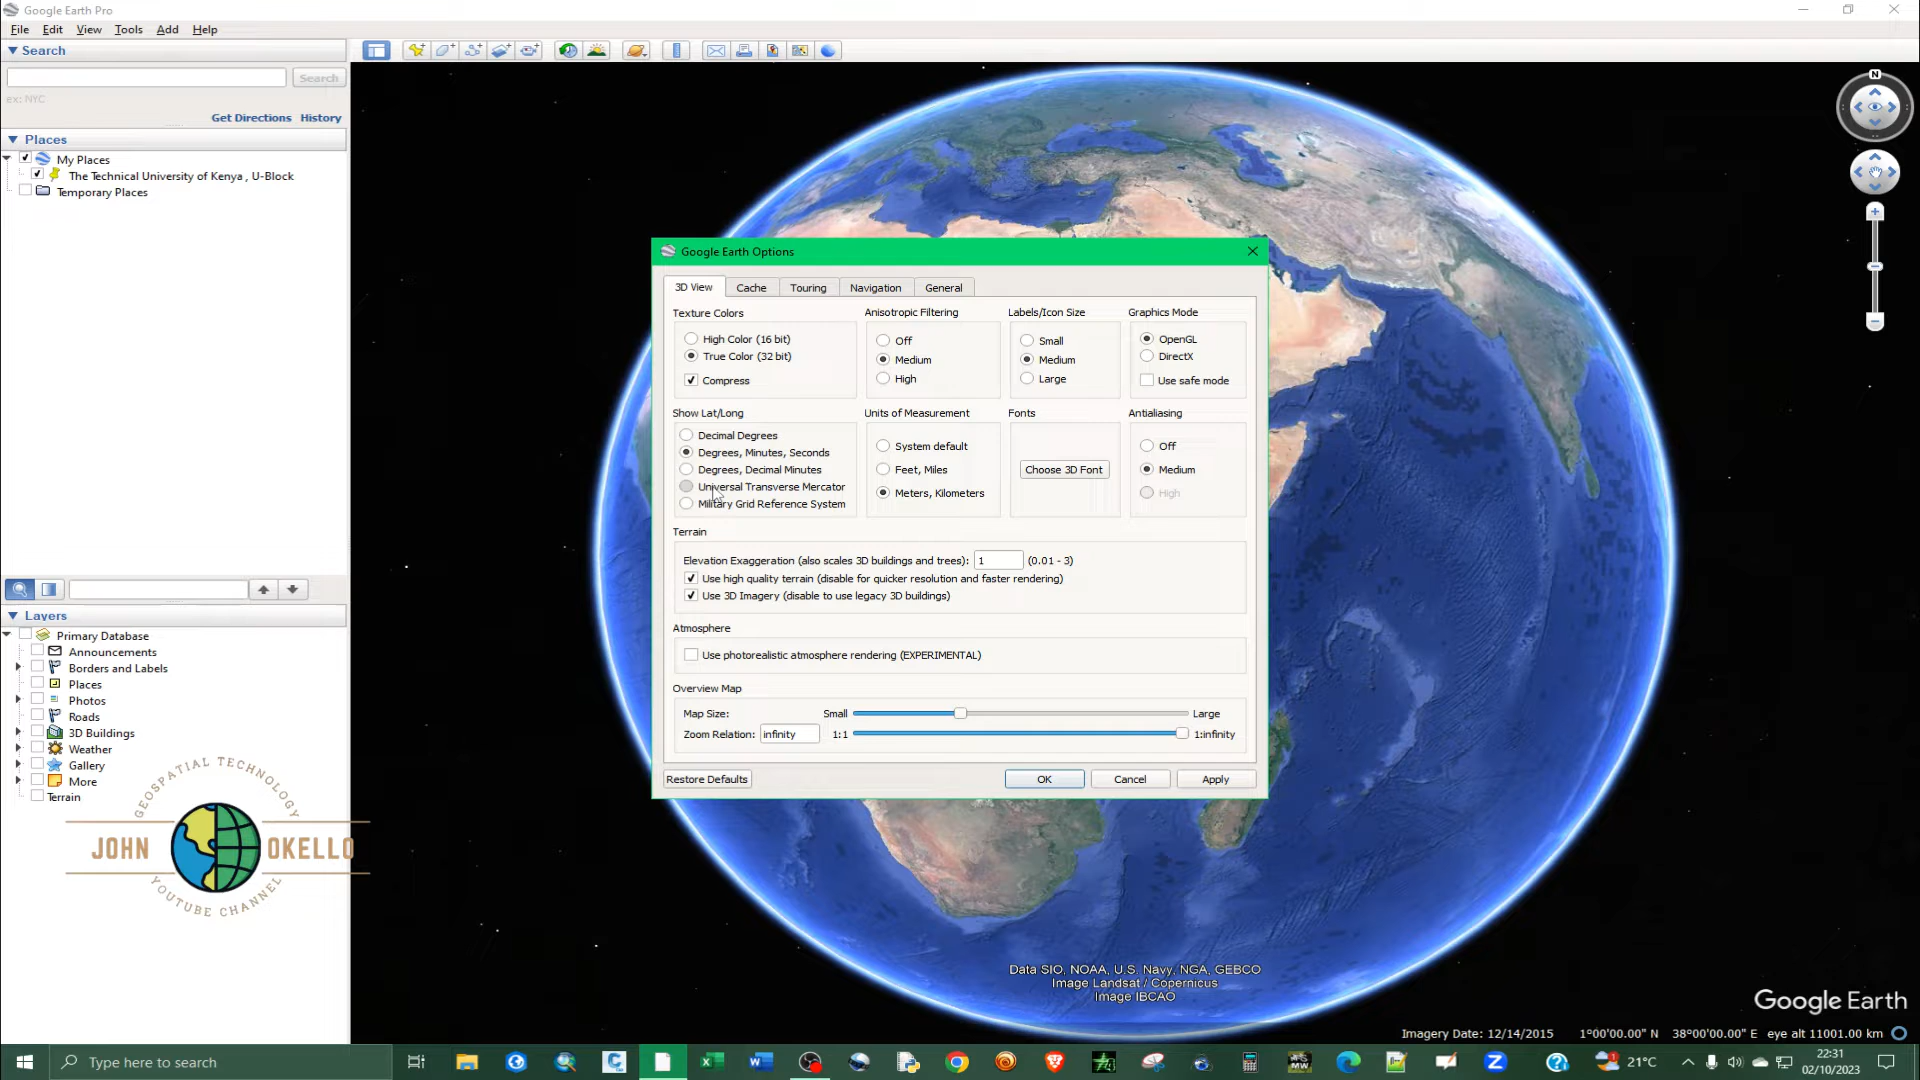 Google Earth Pro
File Edit View Tools Add Help
Search
Search
ex: NYC
Get Directions History
Places
My Places
The Technical University of Kenya , U-Block
Temporary Places
Layers
Primary Database
Announcements
Borders and Labels
Places
Photos
Roads
3D Buildings
Weather
Gallery
More
Terrain
GEOSPATIAL TECHNOLOGY
JOHN OKELLO
YOUTUBE CHANNEL
Google Earth Options
3D View Cache Touring Navigation General
Texture Colors
High Color (16 bit)
True Color (32 bit)
Compress
Anisotropic Filtering
Off
Medium
High
Labels/Icon Size
Small
Medium
Large
Graphics Mode
OpenGL
DirectX
Use safe mode
Show Lat/Long
Decimal Degrees
Degrees, Minutes, Seconds
Degrees, Decimal Minutes
Universal Transverse Mercator
Military Grid Reference System
Units of Measurement
System default
Feet, Miles
Meters, Kilometers
Fonts
Choose 3D Font
Antialiasing
Off
Medium
High
Terrain
Elevation Exaggeration (also scales 3D buildings and trees): 1 (0.01 - 3)
Use high quality terrain (disable for quicker resolution and faster rendering)
Use 3D Imagery (disable to use legacy 3D buildings)
Atmosphere
Use photorealistic atmosphere rendering (EXPERIMENTAL)
Overview Map
Map Size: Small Large
Zoom Relation: infinity 1:1 1:infinity
Restore Defaults OK Cancel Apply
N
Data SIO, NOAA, U.S. Navy, NGA, GEBCO
Image Landsat / Copernicus
Image IBCAO
Google Earth
Imagery Date: 12/14/2015 1°00'00.00" N 38°00'00.00" E eye alt 11001.00 km
Type here to search
21°C
22:31
02/10/2023